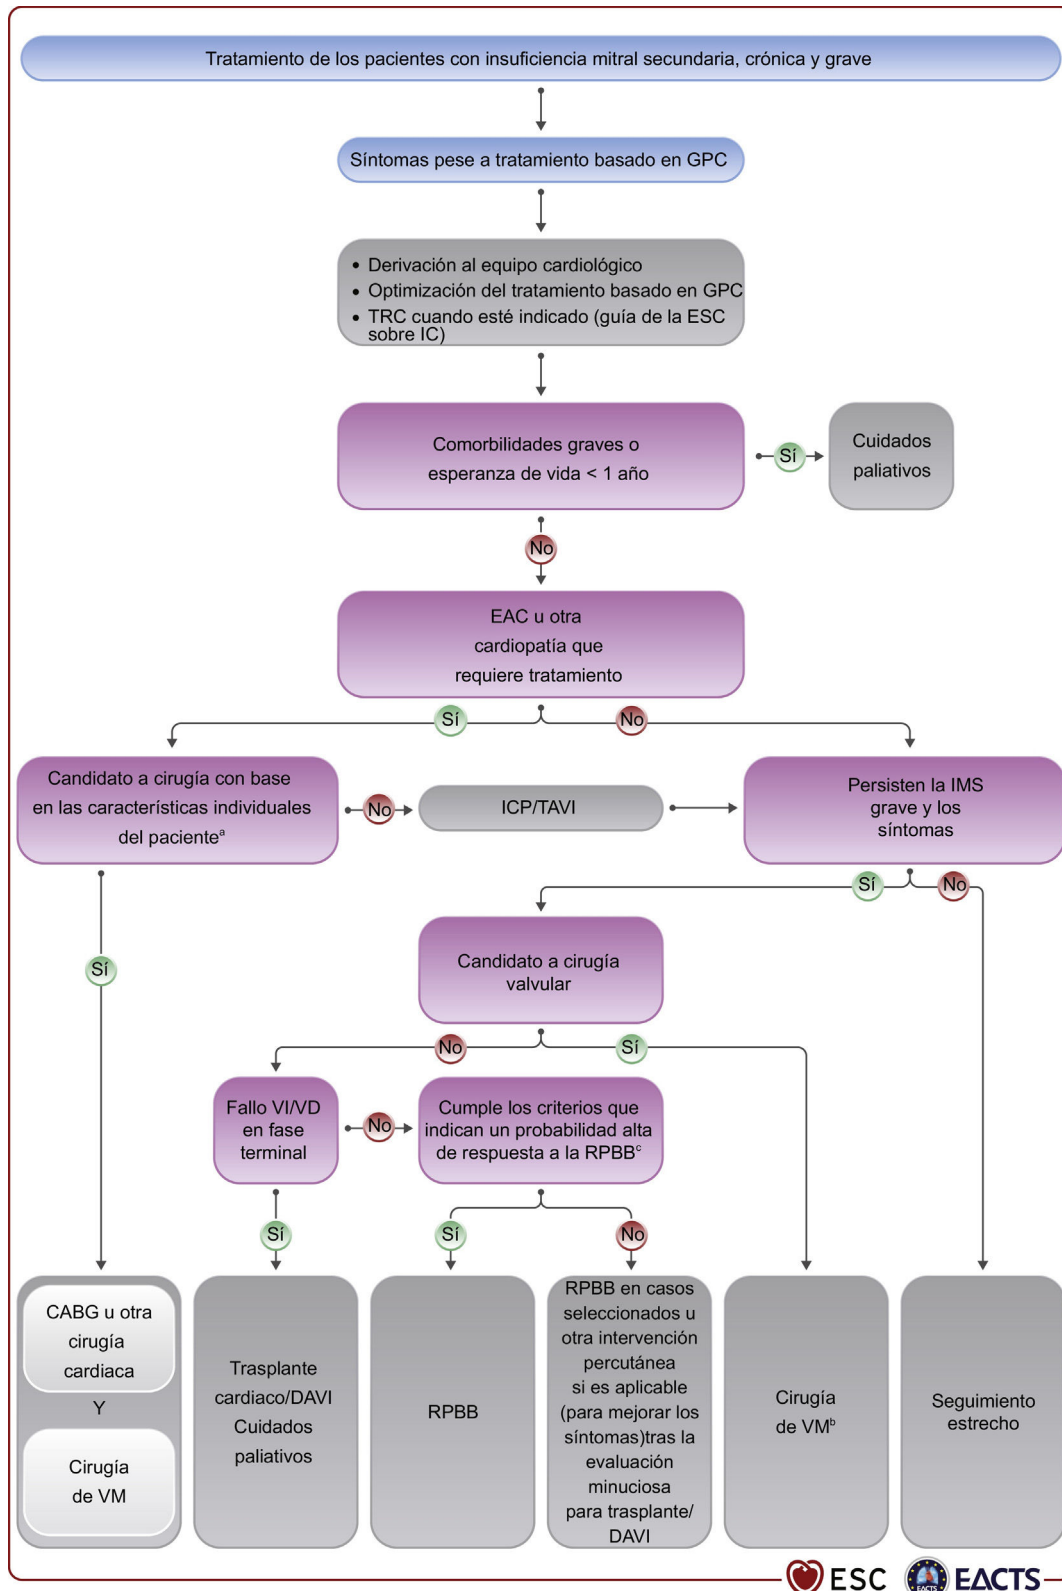 Tratamiento de los pacientes con insuficiencia mitral secundaria, crónica y grave
Síntomas pese a tratamiento basado en GPC
• Derivación al equipo cardiológico
• Optimización del tratamiento basado en GPC
• TRC cuando esté indicado (guía de la ESC
sobre IC)
Comorbilidades graves o
esperanza de vida < 1 año
Sí
Cuidados
paliativos
No
EAC u otra
cardiopatía que
requiere tratamiento
Sí
No
Candidato a cirugía con base
en las características individuales
del pacienteᵃ
No
ICP/TAVI
Persisten la IMS
grave y los
síntomas
Sí
No
Sí
Candidato a cirugía
valvular
No
Sí
Fallo VI/VD
en fase
terminal
No
Cumple los criterios que
indican un probabilidad alta
de respuesta a la RPBBᶜ
Sí
Sí
No
CABG u otra
cirugía
cardiaca
Y
Cirugía
de VM
Trasplante
cardiaco/DAVI
Cuidados
paliativos
RPBB
RPBB en casos
seleccionados u
otra intervención
percutánea
si es aplicable
(para mejorar los
síntomas)tras la
evaluación
minuciosa
para trasplante/
DAVI
Cirugía
de VMᵇ
Seguimiento
estrecho
ESC
EACTS
EΛCTS